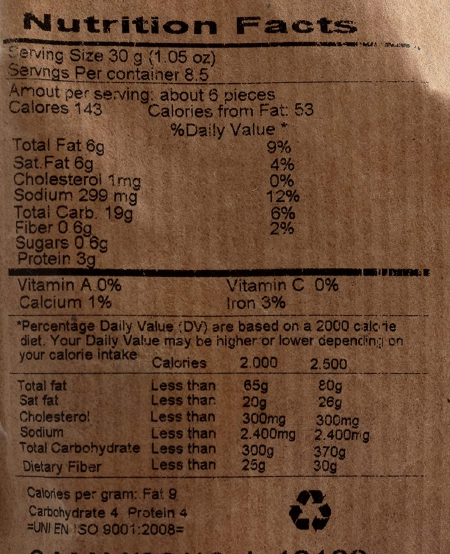 Nutrition Facts
Serving Size 30 g (1.05 oz)
Servngs Per container 8.5
Amout per serving: about 6 pieces
Calores 143 Calories from Fat: 53
%Daily Value *
Total Fat 6g 9%
Sat.Fat 6g 4%
Cholesterol 1mg 0%
Sodium 299 mg 12%
Total Carb. 19g 6%
Fiber 0 6g 2%
Sugars 0 6g
Protein 3g
Vitamin A 0% Vitamin C 0%
Calcium 1% Iron 3%
*Percentage Daily Value (DV) are based on a 2000 calorie
diet. Your Daily Value may be higher or lower depending on
your calorie intake
Calories 2.000 2.500
Total fat Less than 65g 80g
Sat fat Less than 20g 26g
Cholesterol Less than 300mg 300mg
Sodium Less than 2.400mg 2.400mg
Total Carbohydrate Less than 300g 370g
Dietary Fiber Less than 25g 30g
Calories per gram: Fat 9
Carbohydrate 4 Protein 4
=UNI EN ISO 9001:2008=